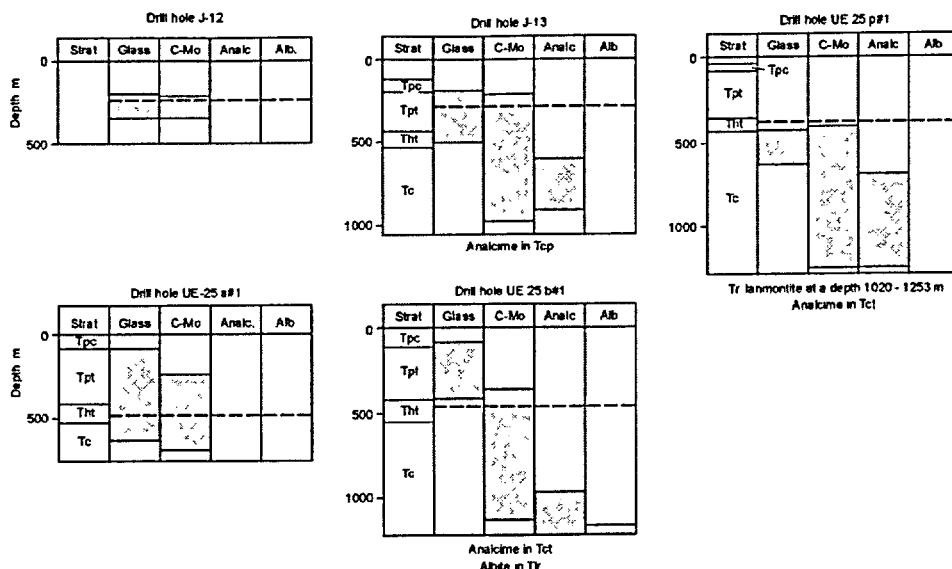 Drill hole J-12
Strat Glass C-Mo Analc Alb.
0
Depth m
500
Drill hole J-13
Strat Glass C-Mo Analc Alb
0
Tpc
Tpt
Tht
500
Tc
1000
Analcime in Tcp
Drill hole UE 25 p#1
Strat Glass C-Mo Analc Alb
0
Tpc
Tpt
Tht
500
Tc
1000
Tr lanmontite at a depth 1020 - 1253 m
Analcime in Tct
Drill hole UE-25 a#1
Strat Glass C-Mo Analc. Alb
0
Tpc
Depth m
Tpt
Tht
500
Tc
Drill hole UE 25 b#1
Strat Glass C-Mo Analc Alb
0
Tpc
Tpt
Tht
500
Tc
1000
Analcime in Tct
Albite in Tlr